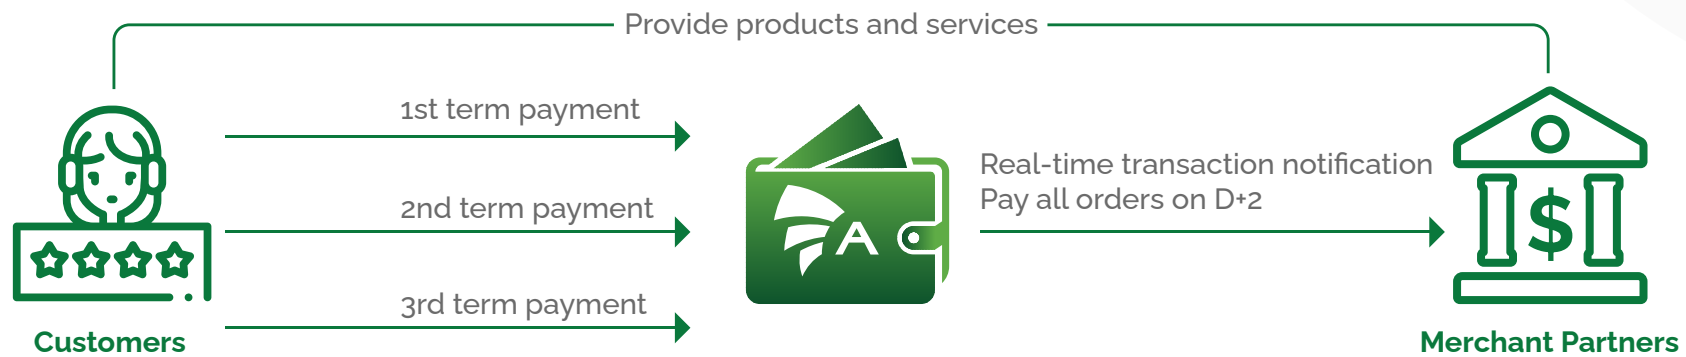 Provide products and services
1st term payment
2nd term payment
3rd term payment
A
Real-time transaction notification
Pay all orders on D+2
$
Customers
Merchant Partners